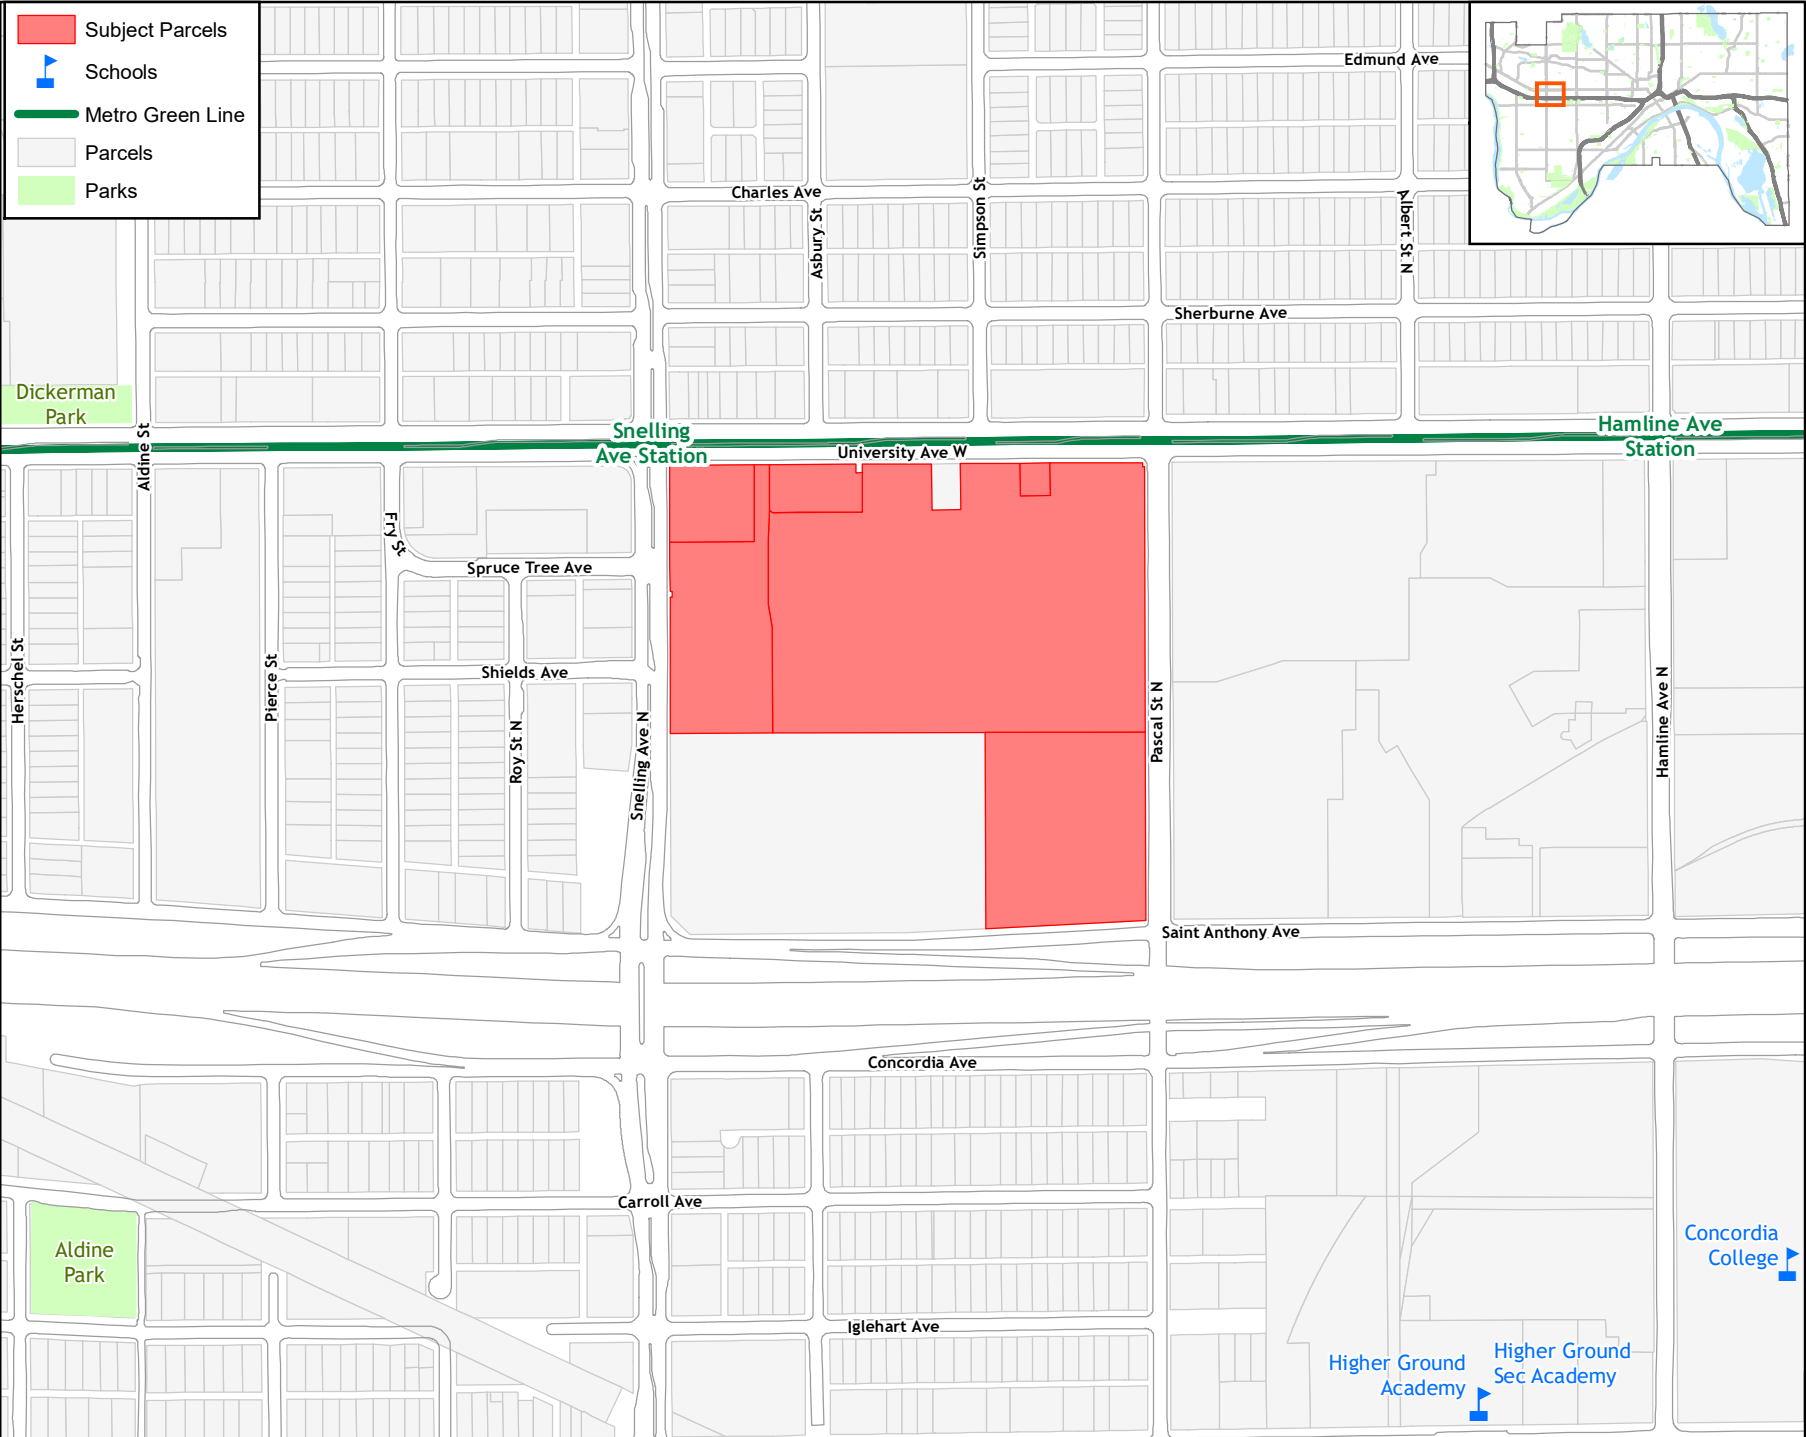 Subject Parcels
Schools
Metro Green Line
Parcels
Parks
Edmund Ave
Charles Ave
Asbury St
Simpson St
Albert St N
Sherburne Ave
Dickerman
Park
Aldine St
Snelling
Ave Station
University Ave W
Hamline Ave
Station
Fry St
Spruce Tree Ave
Shields Ave
Herschel St
Pierce St
Roy St N
Snelling Ave N
Pascal St N
Hamline Ave N
Saint Anthony Ave
Concordia Ave
Carroll Ave
Aldine
Park
Concordia
College
Iglehart Ave
Higher Ground
Academy
Higher Ground
Sec Academy